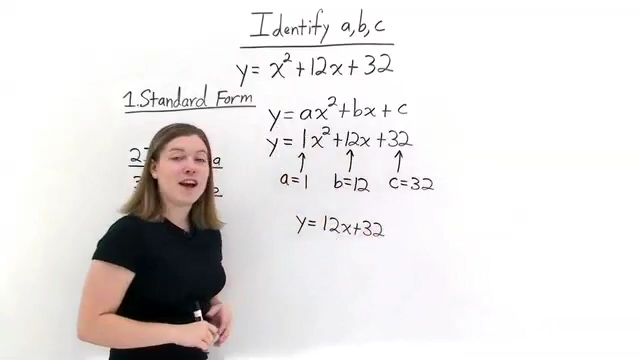 Identify a,b,c
y= x²+12x+32
1.Standard Form
y=ax²+bx+c
y=1x²+12x+32
a=1 b=12 c=32
y=12x+32